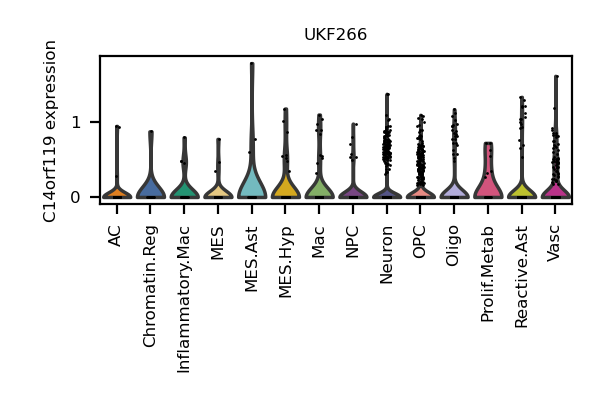 UKF266
C14orf119 expression
1
0
AC
Chromatin.Reg
Inflammatory.Mac
MES
MES.Ast
MES.Hyp
Mac
NPC
Neuron
OPC
Oligo
Prolif.Metab
Reactive.Ast
Vasc